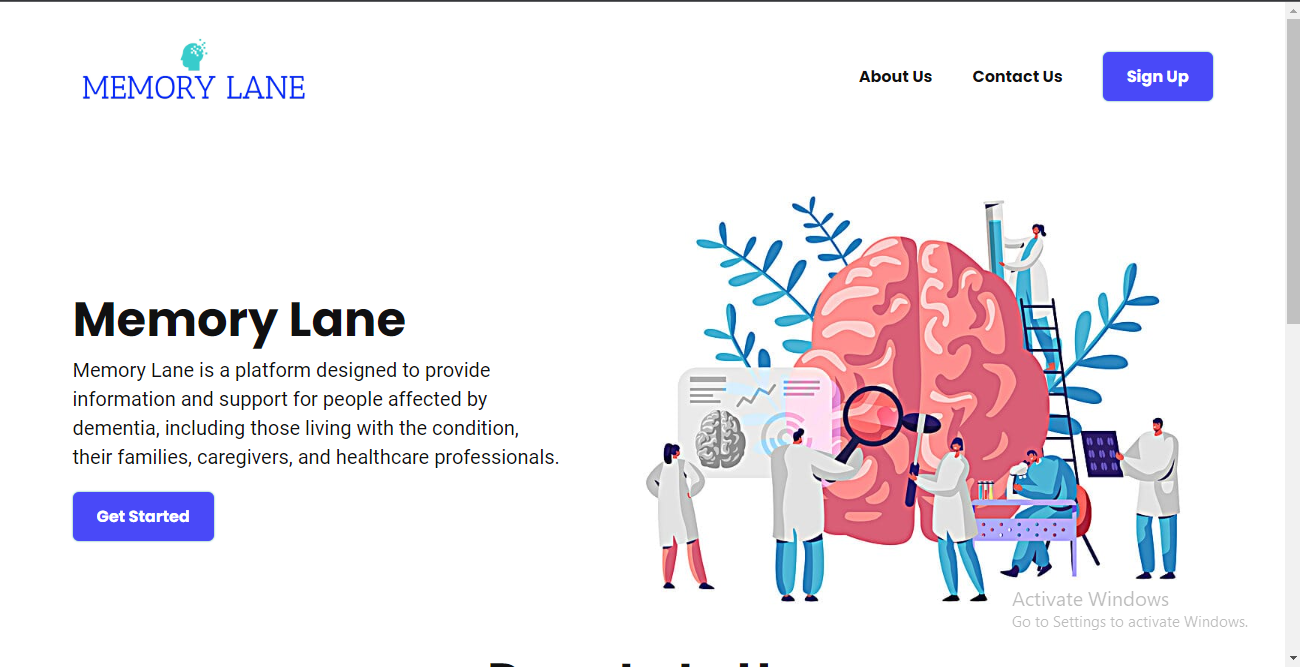 MEMORY LANE
About Us
Contact Us
Sign Up
Memory Lane
Memory Lane is a platform designed to provide
information and support for people affected by
dementia, including those living with the condition,
their families, caregivers, and healthcare professionals.
Get Started
Activate Windows
Go to Settings to activate Windows.